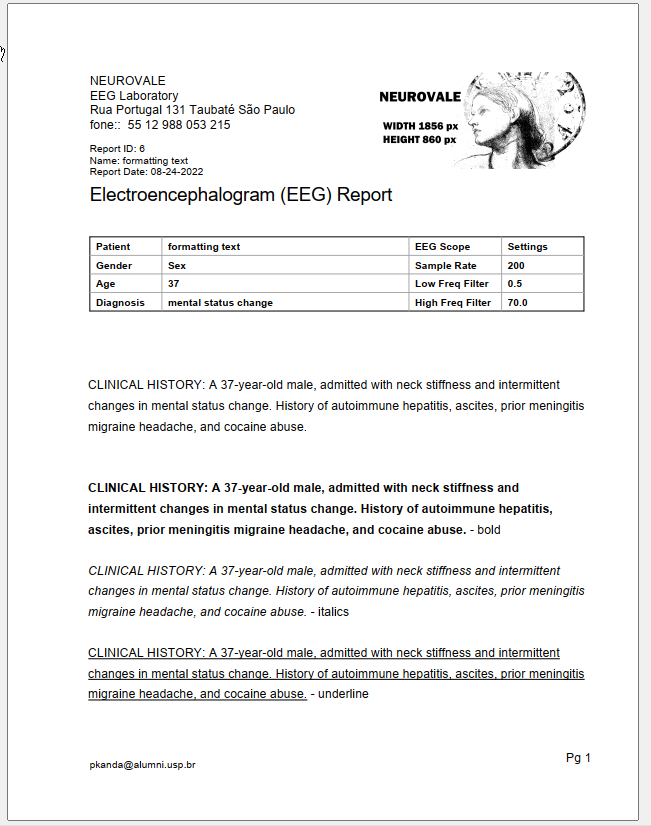 NEUROVALE
EEG Laboratory
Rua Portugal 131 Taubaté São Paulo
fone:: 55 12 988 053 215
NEUROVALE
WIDTH 1856 px
HEIGHT 860 px
Report ID: 6
Name: formatting text
Report Date: 08-24-2022
Electroencephalogram (EEG) Report
Patient formatting text EEG Scope Settings
Gender Sex Sample Rate 200
Age 37 Low Freq Filter 0.5
Diagnosis mental status change High Freq Filter 70.0
CLINICAL HISTORY: A 37-year-old male, admitted with neck stiffness and intermittent
changes in mental status change. History of autoimmune hepatitis, ascites, prior meningitis
migraine headache, and cocaine abuse.
CLINICAL HISTORY: A 37-year-old male, admitted with neck stiffness and
intermittent changes in mental status change. History of autoimmune hepatitis,
ascites, prior meningitis migraine headache, and cocaine abuse. - bold
CLINICAL HISTORY: A 37-year-old male, admitted with neck stiffness and intermittent
changes in mental status change. History of autoimmune hepatitis, ascites, prior meningitis
migraine headache, and cocaine abuse. - italics
CLINICAL HISTORY: A 37-year-old male, admitted with neck stiffness and intermittent
changes in mental status change. History of autoimmune hepatitis, ascites, prior meningitis
migraine headache, and cocaine abuse. - underline
Pg 1
pkanda@alumni.usp.br